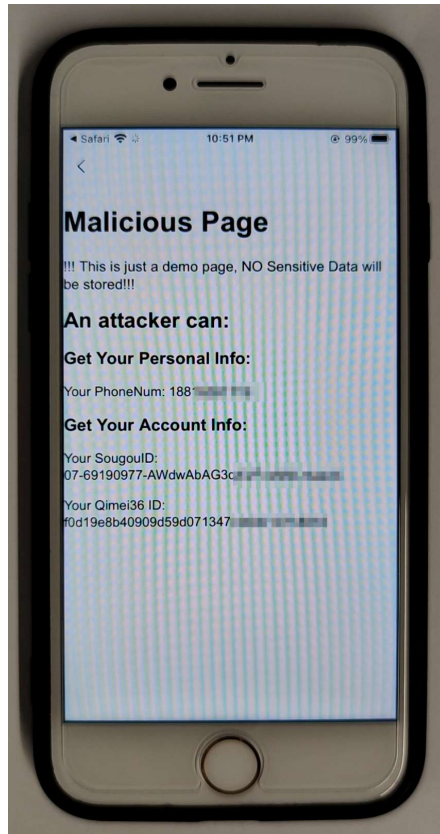 Safari
10:51 PM
99%
Malicious Page
!!! This is just a demo page, NO Sensitive Data will
be stored!!!
An attacker can:
Get Your Personal Info:
Your PhoneNum: 188
Get Your Account Info:
Your SougouID:
07-69190977-AWdwAbAG3c
Your Qimei36 ID:
f0d19e8b40909d59d071347